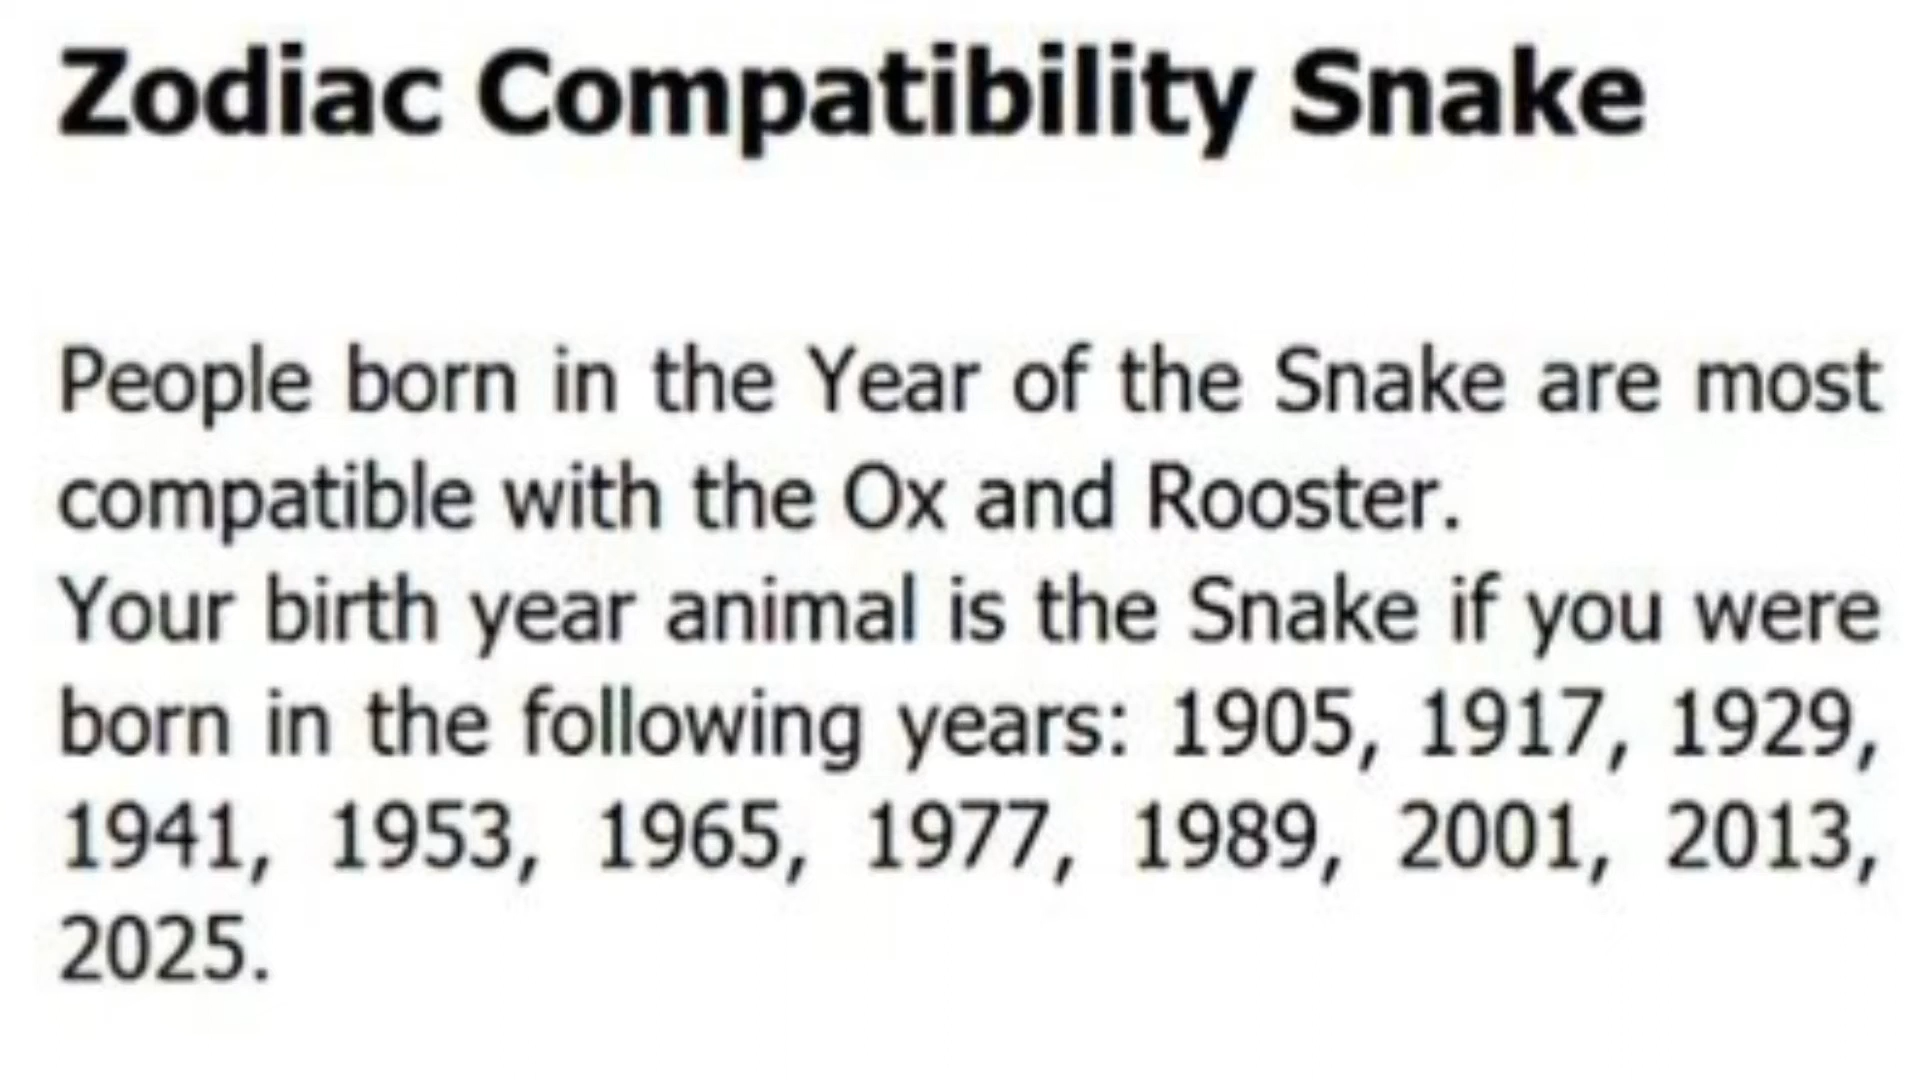 Zodiac Compatibility Snake
People born in the Year of the Snake are most
compatible with the Ox and Rooster.
Your birth year animal is the Snake if you were
born in the following years: 1905, 1917, 1929,
1941, 1953, 1965, 1977, 1989, 2001, 2013,
2025.